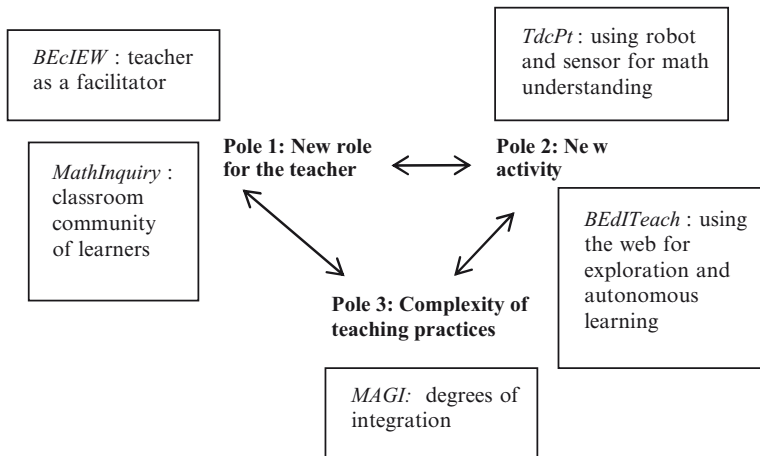 BEcIEW : teacher
as a facilitator
TdcPt : using robot
and sensor for math
understanding
Pole 1: New role
for the teacher
Pole 2: Ne w
activity
MathInquiry :
classroom
community
of learners
BEdITeach : using
the web for
exploration and
autonomous
learning
Pole 3: Complexity of
teaching practices
MAGI: degrees of
integration